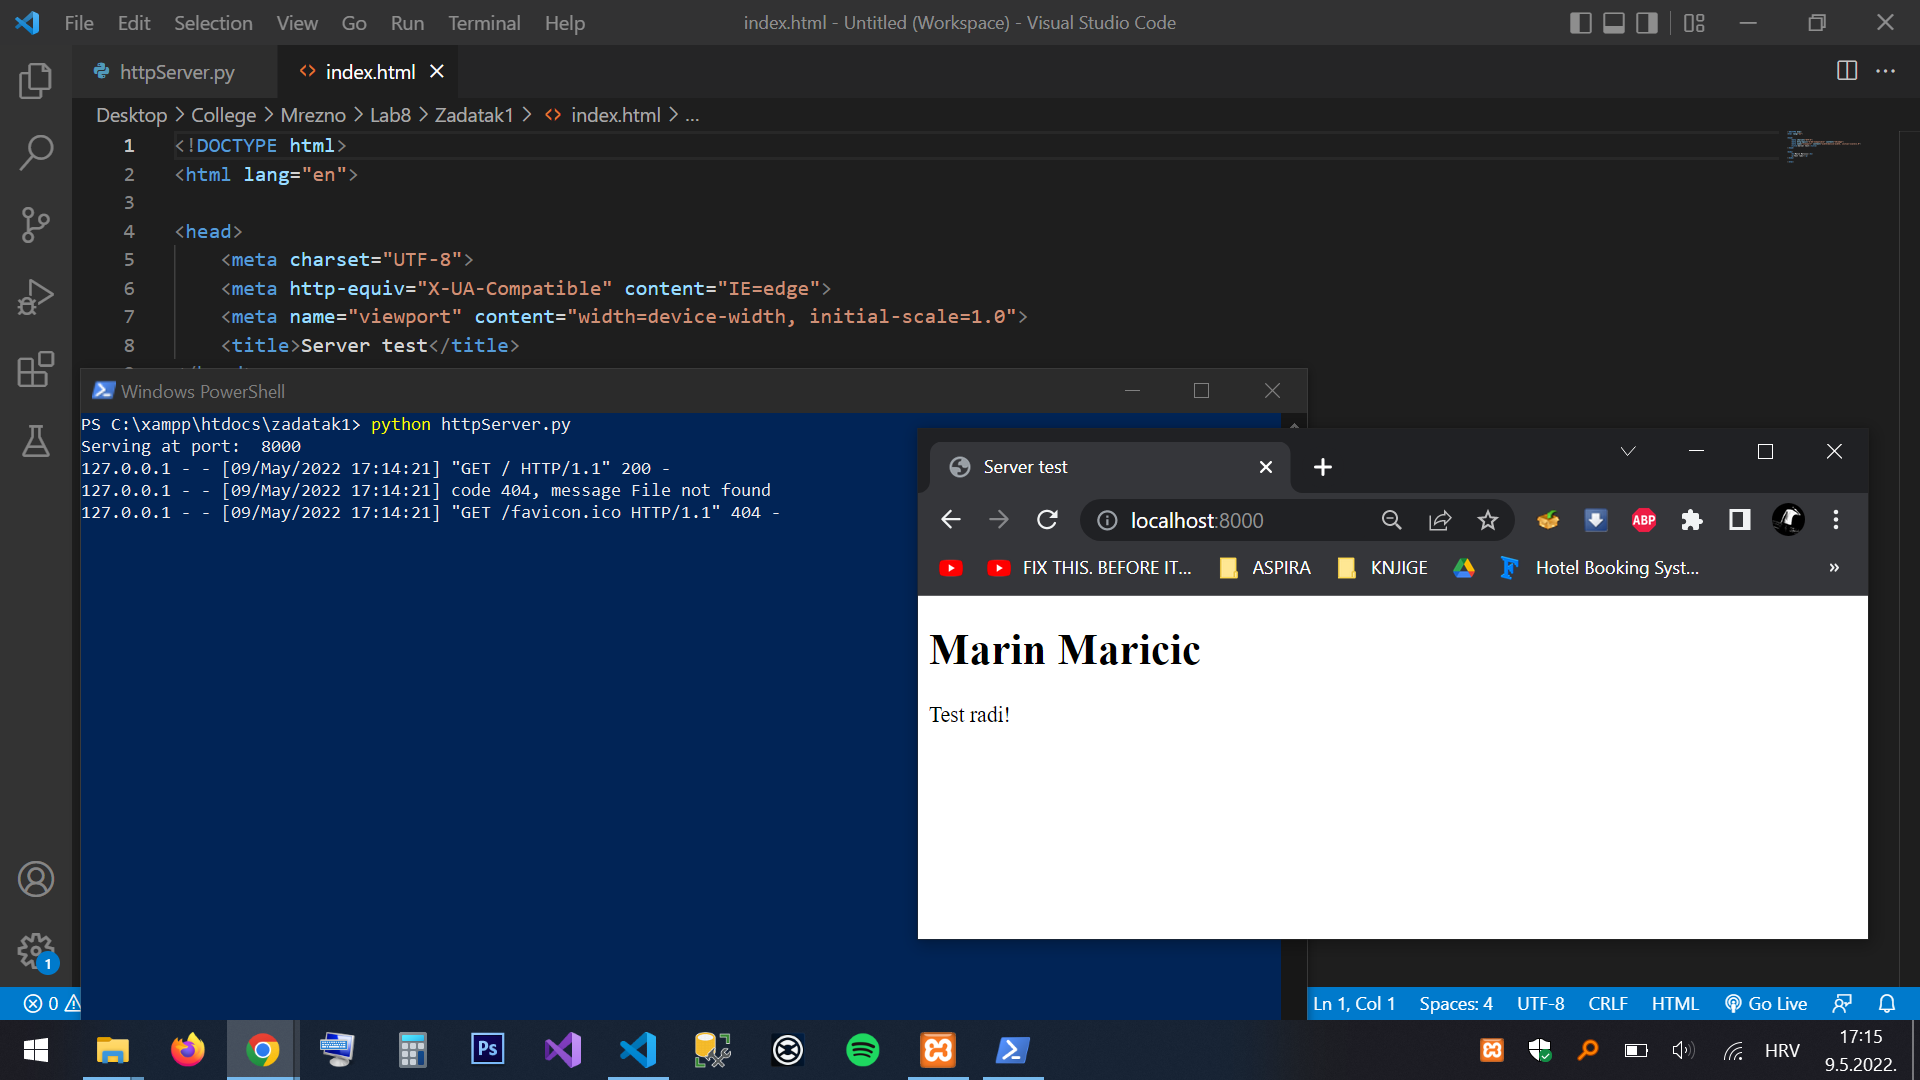 File Edit Selection View Go Run Terminal Help
index.html - Untitled (Workspace) - Visual Studio Code
httpServer.py
index.html
Desktop > College > Mrezno > Lab8 > Zadatak1 > index.html > ...
1 <!DOCTYPE html>
2 <html lang="en">
3
4 <head>
5 <meta charset="UTF-8">
6 <meta http-equiv="X-UA-Compatible" content="IE=edge">
7 <meta name="viewport" content="width=device-width, initial-scale=1.0">
8 <title>Server test</title>
Windows PowerShell
PS C:\xampp\htdocs\zadatak1> python httpServer.py
Serving at port:  8000
127.0.0.1 - - [09/May/2022 17:14:21] "GET / HTTP/1.1" 200 -
127.0.0.1 - - [09/May/2022 17:14:21] code 404, message File not found
127.0.0.1 - - [09/May/2022 17:14:21] "GET /favicon.ico HTTP/1.1" 404 -
Server test
localhost:8000
ABP
FIX THIS. BEFORE IT... ASPIRA KNJIGE Hotel Booking Syst... »
Marin Maricic
Test radi!
1
0
Ln 1, Col 1 Spaces: 4 UTF-8 CRLF HTML Go Live
Ps
HRV
17:15
9.5.2022.